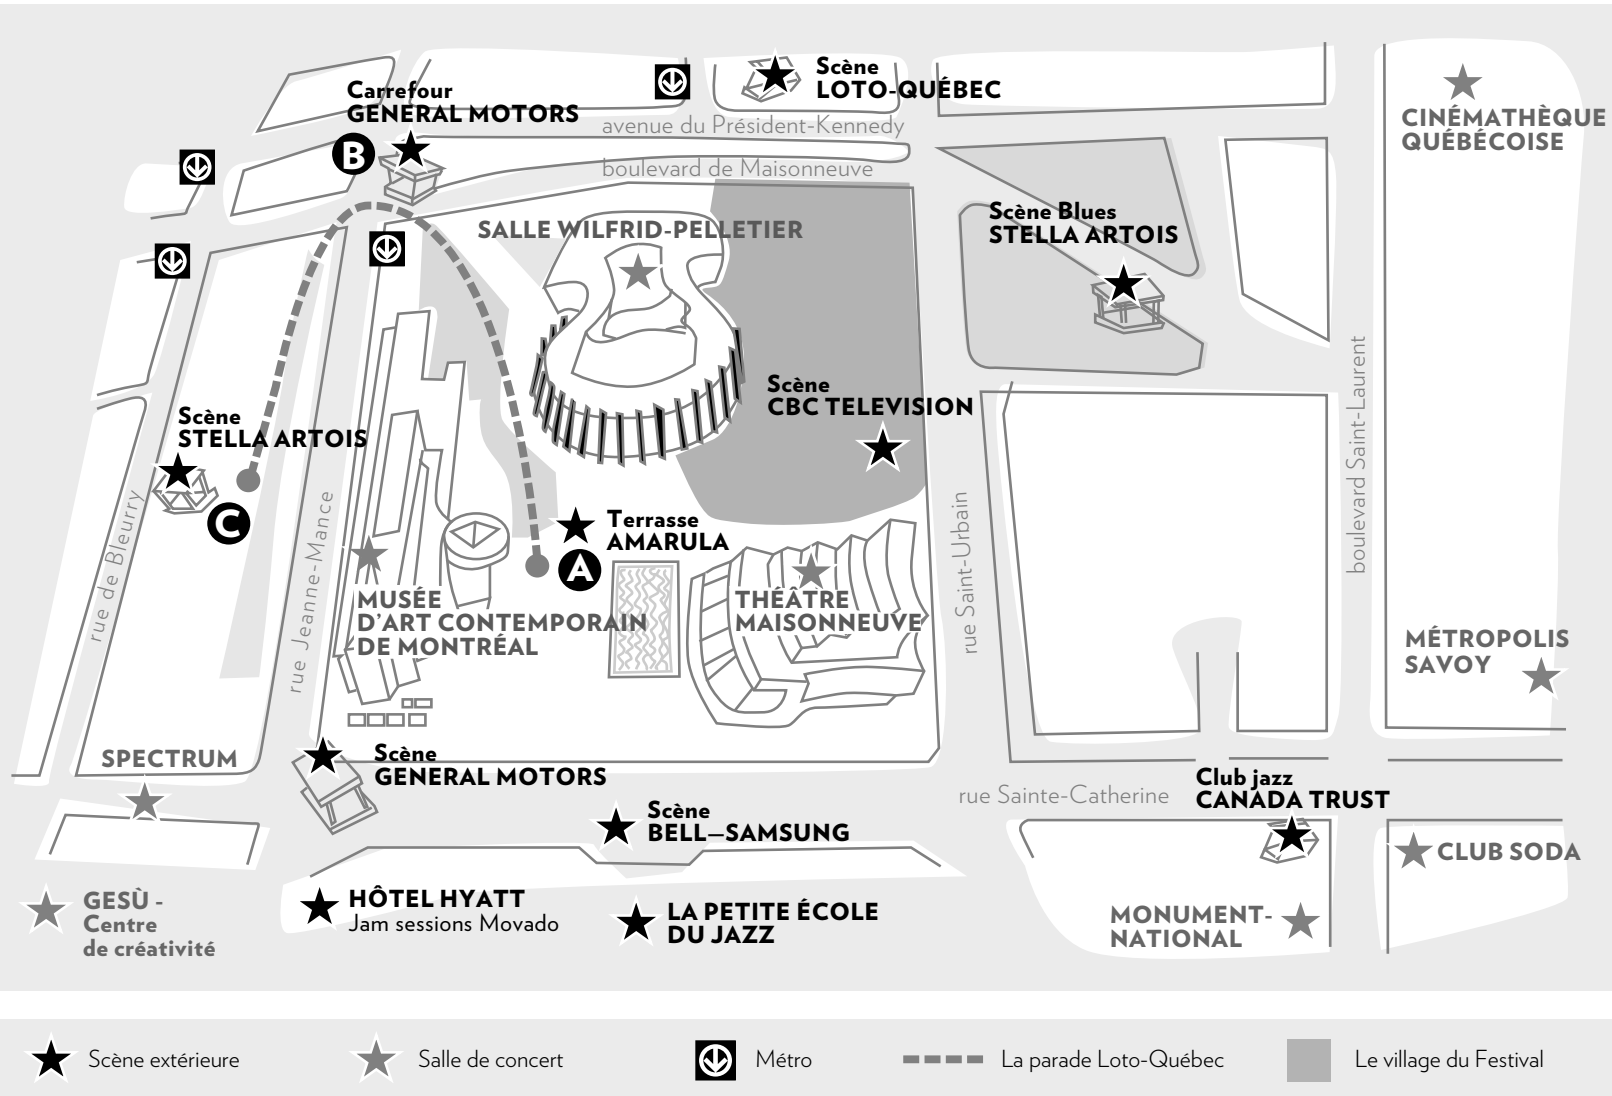 Scène
LOTO-QUÉBEC
Carrefour
GENERAL MOTORS
B
avenue du Président-Kennedy
boulevard de Maisonneuve
CINÉMATHÈQUE
QUÉBÉCOISE
SALLE WILFRID-PELLETIER
Scène Blues
STELLA ARTOIS
Scène
CBC TELEVISION
Scène
STELLA ARTOIS
C
rue de Bleurry
rue Jeanne-Mance
Terrasse
AMARULA
A
MUSÉE
D'ART CONTEMPORAIN
DE MONTRÉAL
THÉÂTRE
MAISONNEUVE
rue Saint-Urbain
boulevard Saint-Laurent
MÉTROPOLIS
SAVOY
SPECTRUM
Scène
GENERAL MOTORS
Scène
BELL–SAMSUNG
rue Sainte-Catherine
Club jazz
CANADA TRUST
CLUB SODA
GESÙ -
Centre
de créativité
HÔTEL HYATT
Jam sessions Movado
LA PETITE ÉCOLE
DU JAZZ
MONUMENT-
NATIONAL
Scène extérieure
Salle de concert
Métro
La parade Loto-Québec
Le village du Festival